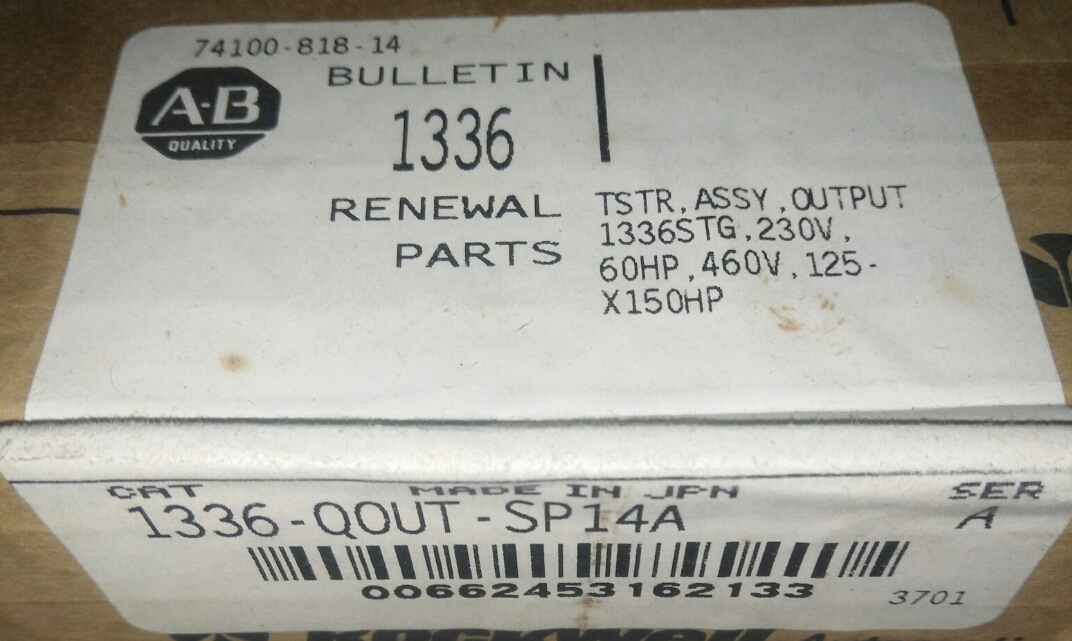 74100-818-14
A-B
QUALITY
BULLETIN
1336
RENEWAL
PARTS
TSTR,ASSY,OUTPUT
1336STG,230V,
60HP,460V,125-
X150HP
CAT MADE IN JPN SER
1336-QOUT-SP14A A
00662453162133
3701
Rockwell